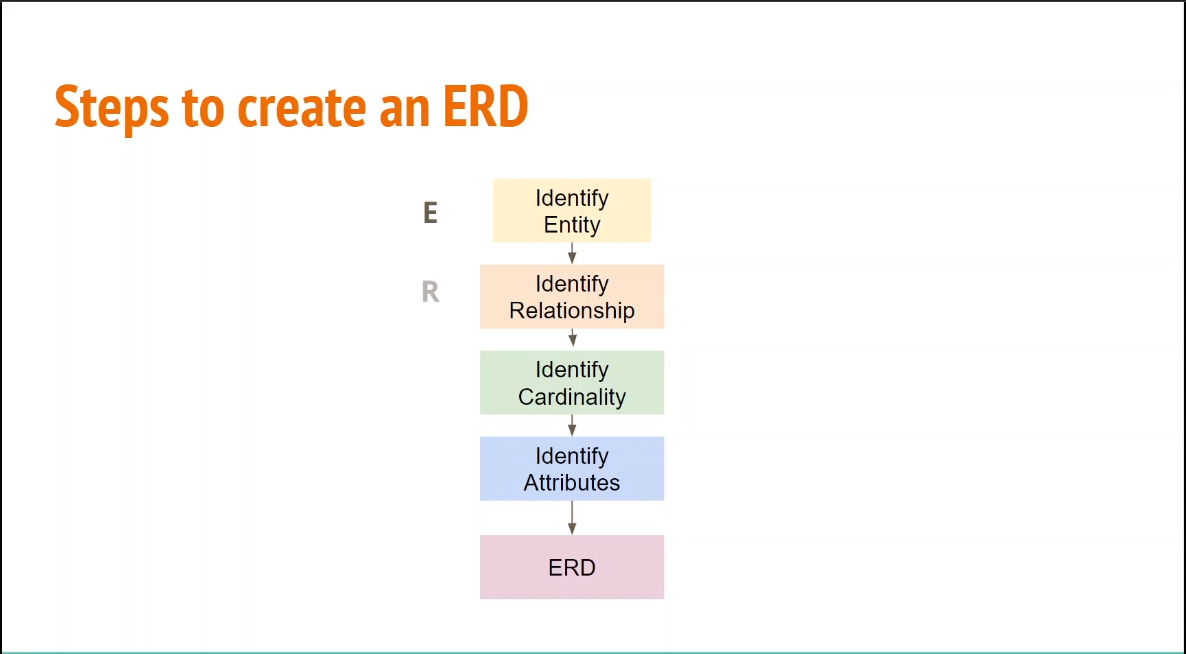 Steps to create an ERD
E
Identify
Entity
R
Identify
Relationship
Identify
Cardinality
Identify
Attributes
ERD